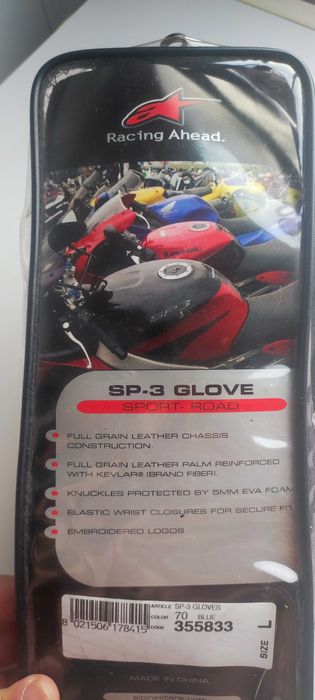 Racing Ahead.
SP3
SP-3 GLOVE
SPORT- ROAD
FULL GRAIN LEATHER CHASSIS
CONSTRUCTION.
FULL GRAIN LEATHER PALM REINFORCED
WITH KEVLAR® (BRAND FIBER).
KNUCKLES PROTECTED BY 5MM EVA FOAM
ELASTIC WRIST CLOSURES FOR SECURE FIT
EMBROIDERED LOGOS
ARTICLE SP-3 GLOVES
COLOR 70 BLUE
CODE 355833
8 021506 178415
SIZE L
MADE IN CHINA